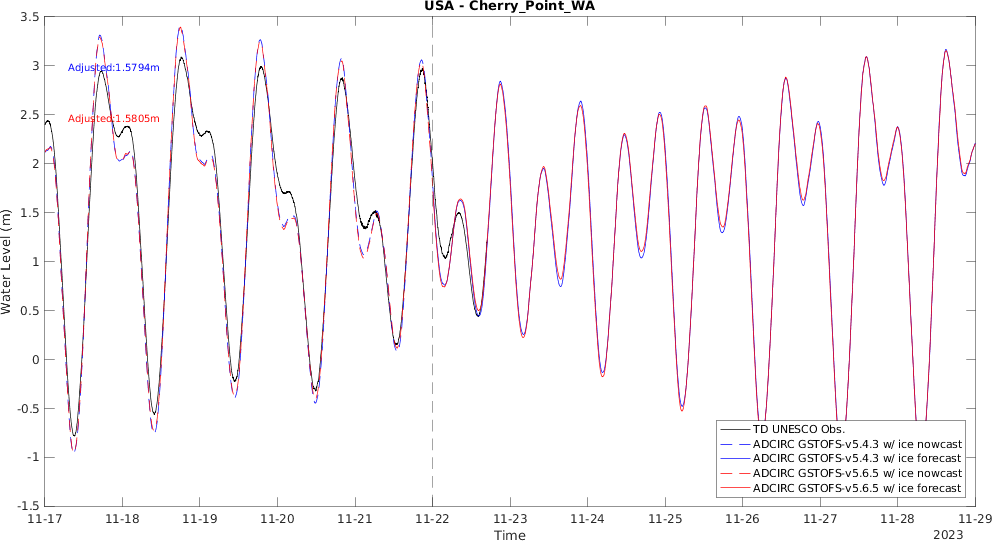 USA - Cherry_Point_WA
3.5
3
2.5
2
1.5
1
0.5
0
-0.5
-1
-1.5
Water Level (m)
Adjusted:1.5794m
Adjusted:1.5805m
TD UNESCO Obs.
ADCIRC GSTOFS-v5.4.3 w/ ice nowcast
ADCIRC GSTOFS-v5.4.3 w/ ice forecast
ADCIRC GSTOFS-v5.6.5 w/ ice nowcast
ADCIRC GSTOFS-v5.6.5 w/ ice forecast
11-17 11-18 11-19 11-20 11-21 11-22 11-23 11-24 11-25 11-26 11-27 11-28 11-29
Time
2023